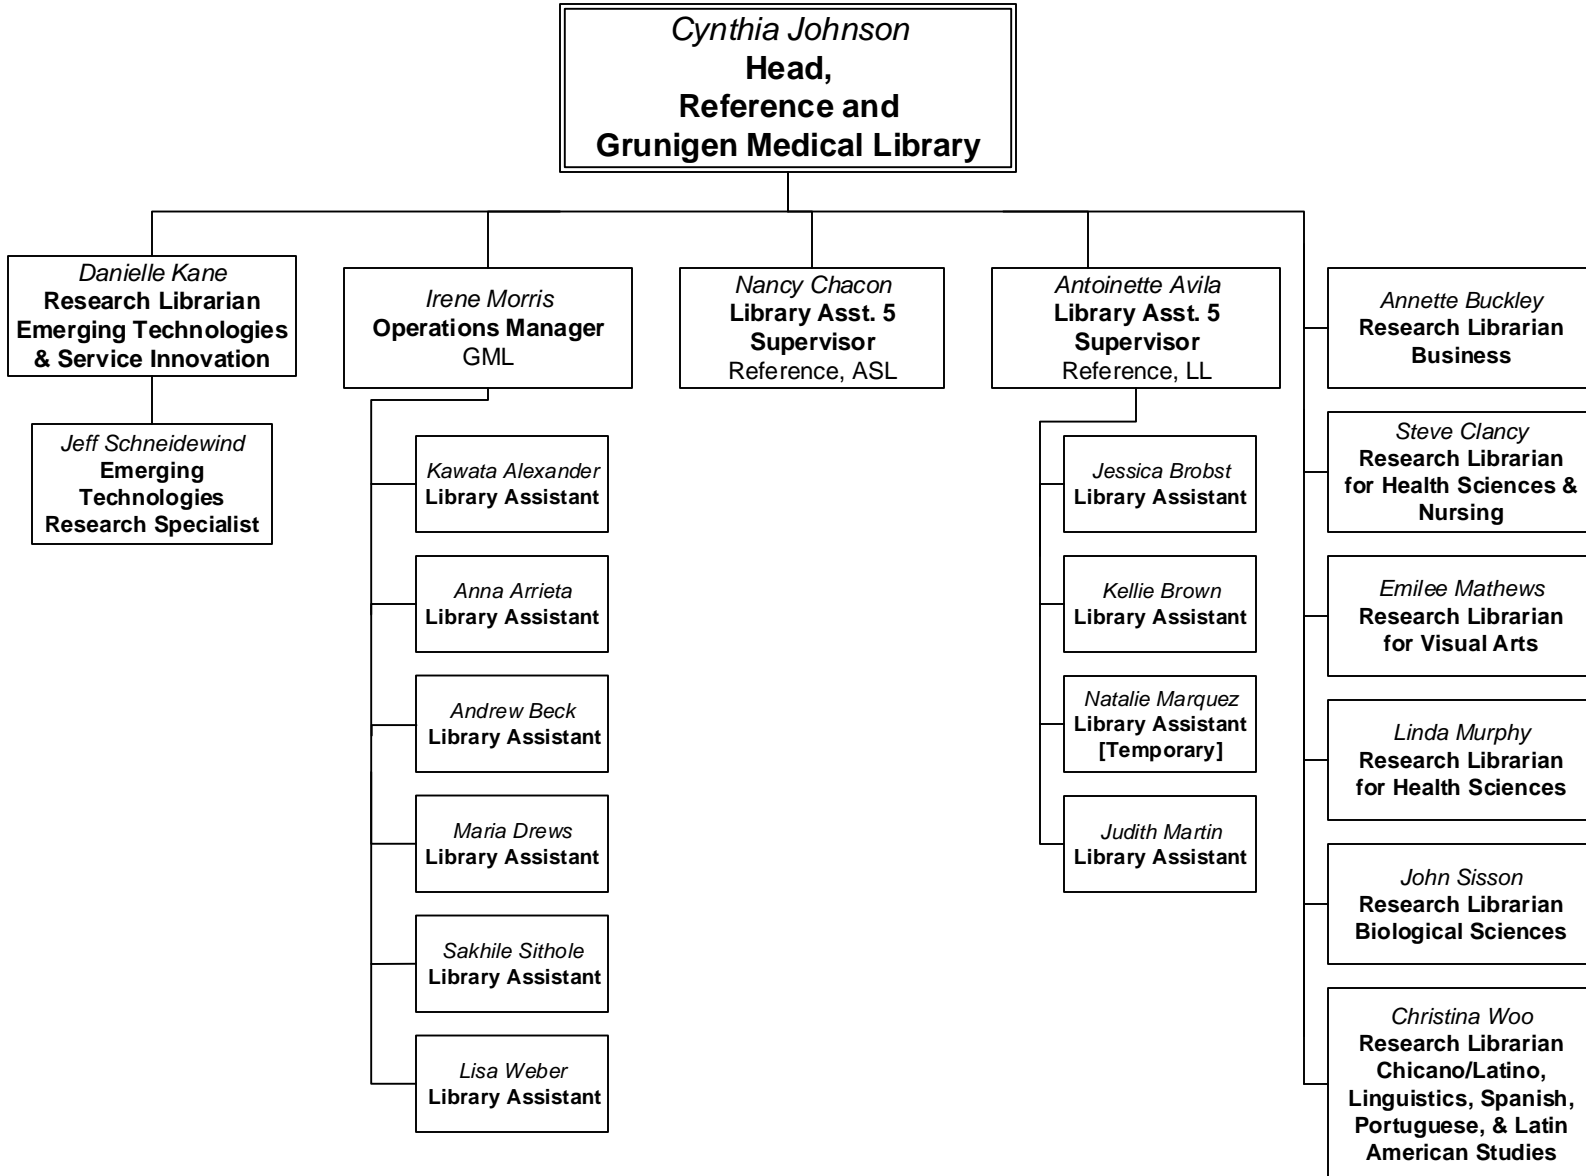 Cynthia Johnson
Head,
Reference and
Grunigen Medical Library
Danielle Kane
Research Librarian
Emerging Technologies
& Service Innovation
Jeff Schneidewind
Emerging
Technologies
Research Specialist
Irene Morris
Operations Manager
GML
Kawata Alexander
Library Assistant
Anna Arrieta
Library Assistant
Andrew Beck
Library Assistant
Maria Drews
Library Assistant
Sakhile Sithole
Library Assistant
Lisa Weber
Library Assistant
Nancy Chacon
Library Asst. 5
Supervisor
Reference, ASL
Antoinette Avila
Library Asst. 5
Supervisor
Reference, LL
Jessica Brobst
Library Assistant
Kellie Brown
Library Assistant
Natalie Marquez
Library Assistant
[Temporary]
Judith Martin
Library Assistant
Annette Buckley
Research Librarian
Business
Steve Clancy
Research Librarian
for Health Sciences &
Nursing
Emilee Mathews
Research Librarian
for Visual Arts
Linda Murphy
Research Librarian
for Health Sciences
John Sisson
Research Librarian
Biological Sciences
Christina Woo
Research Librarian
Chicano/Latino,
Linguistics, Spanish,
Portuguese, & Latin
American Studies